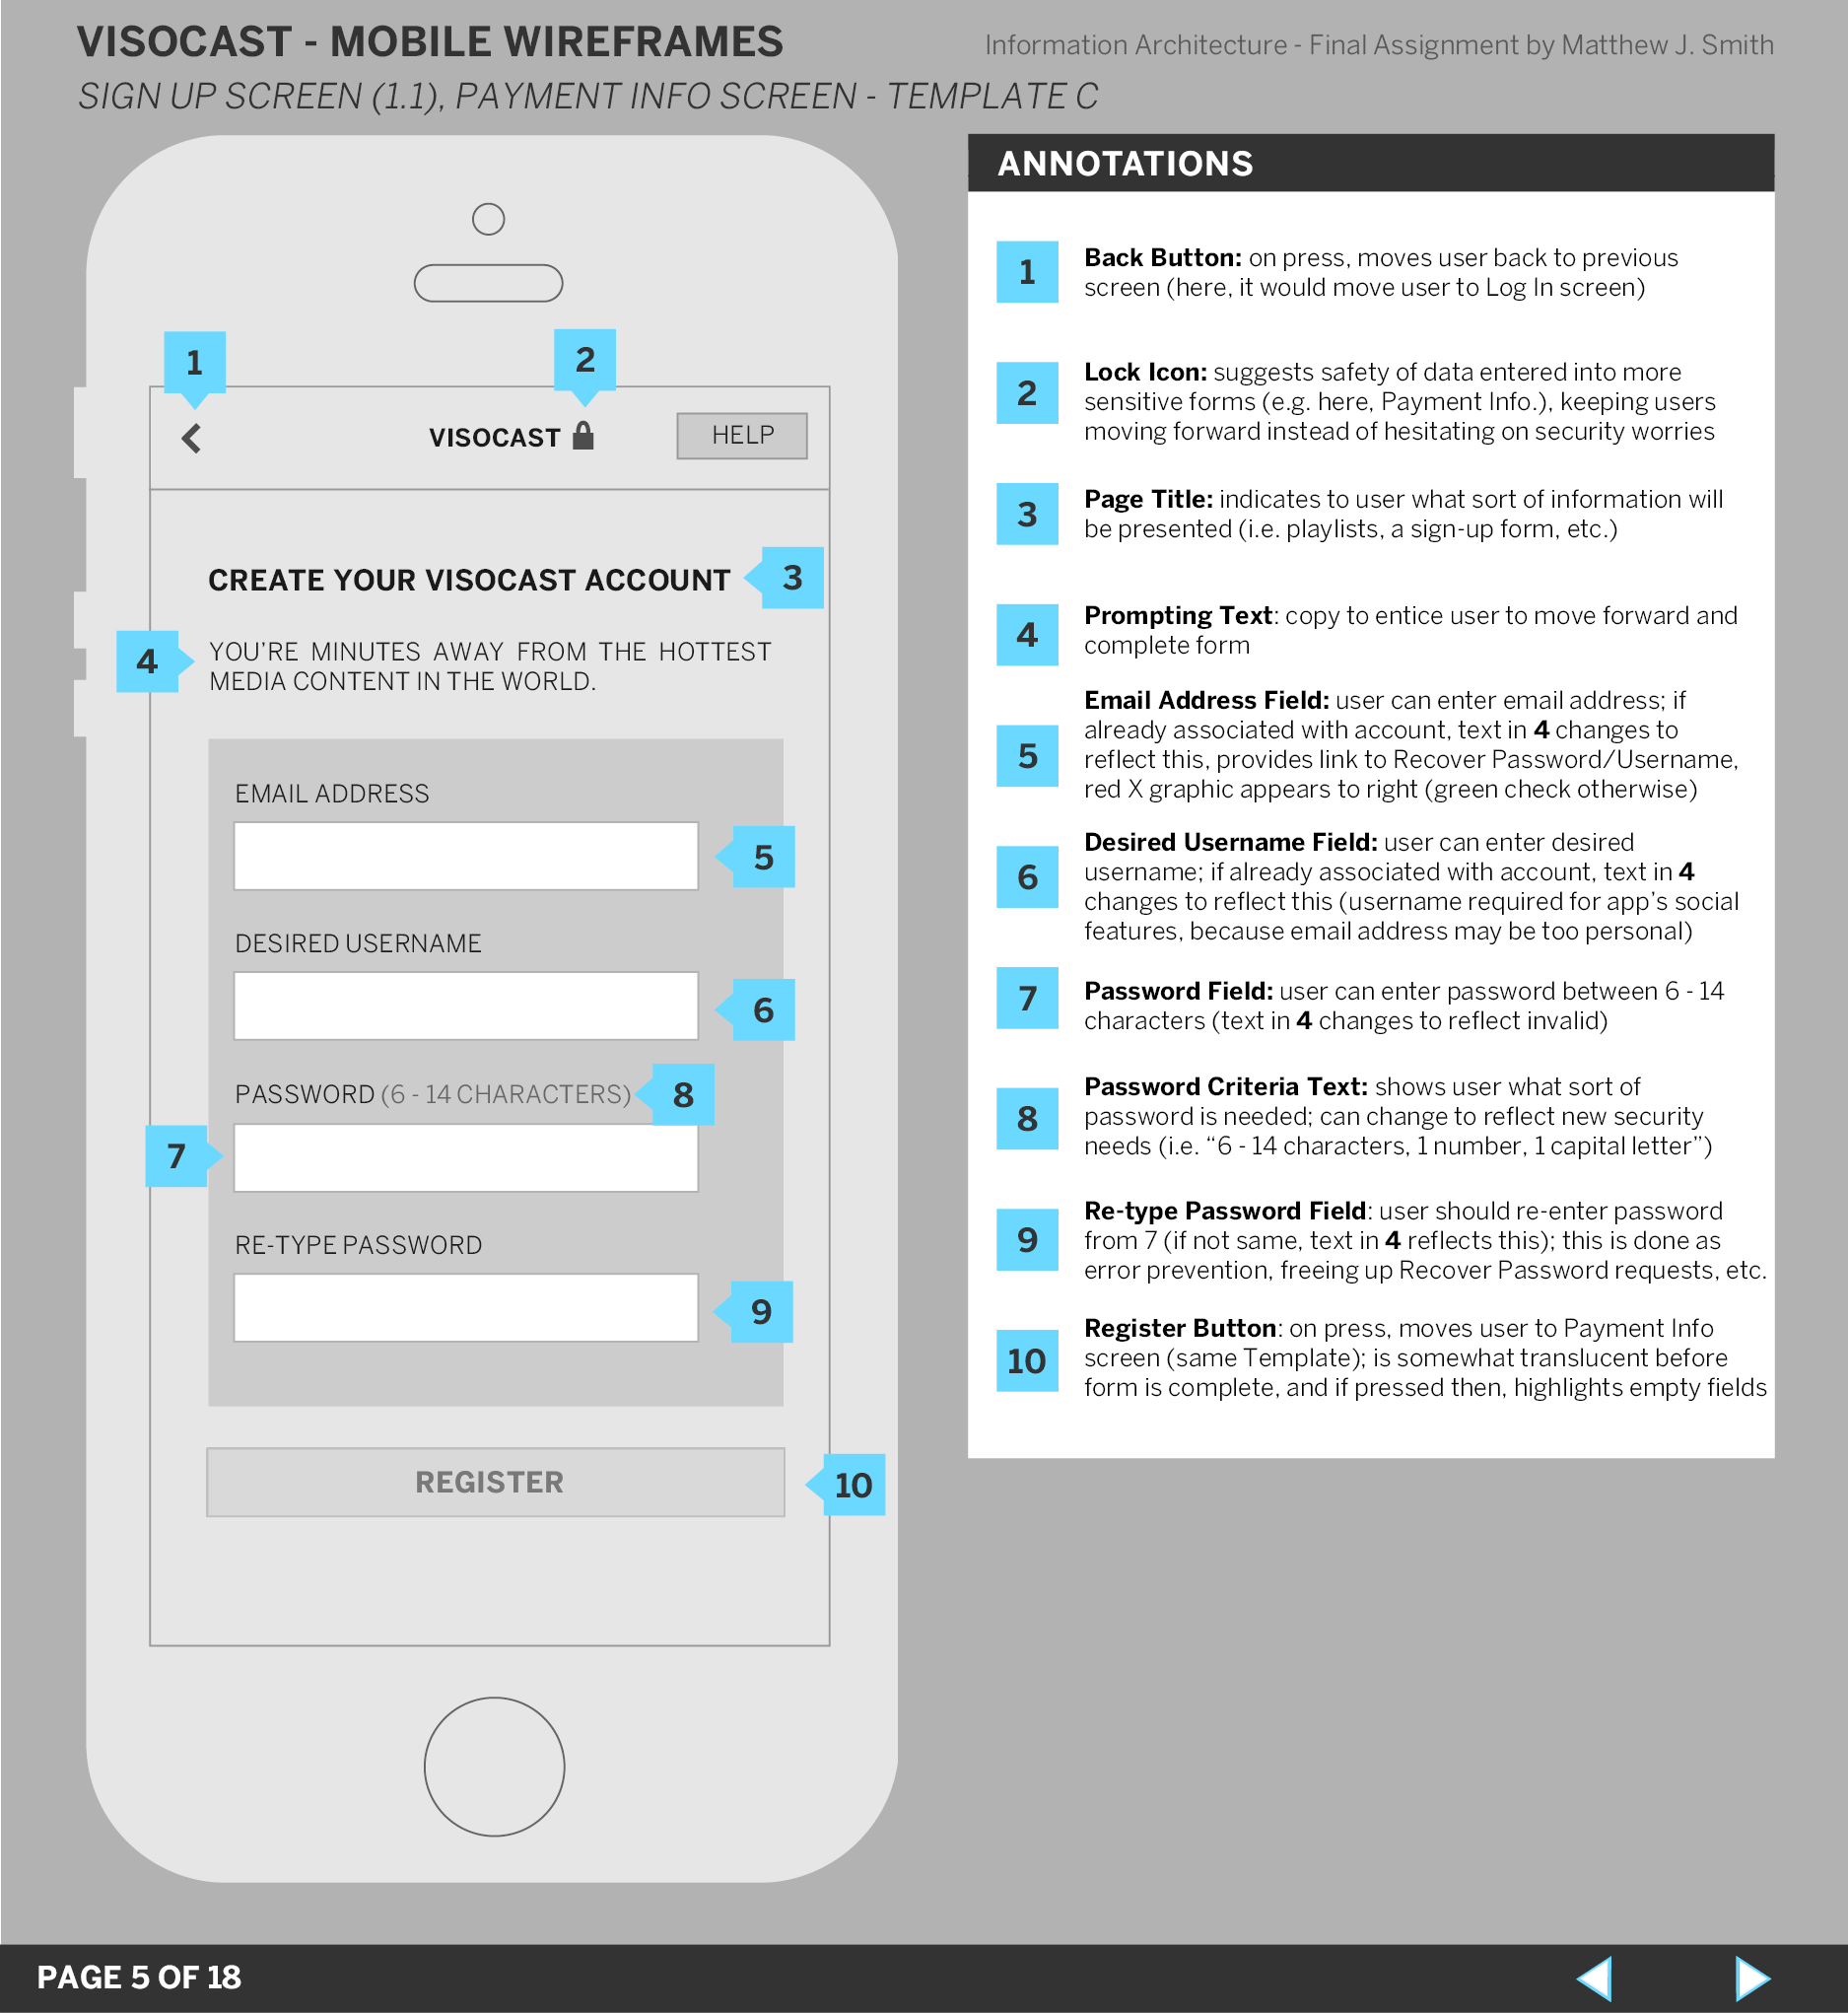 VISOCAST - MOBILE WIREFRAMES
Information Architecture - Final Assignment by Matthew J. Smith
SIGN UP SCREEN (1.1), PAYMENT INFO SCREEN - TEMPLATE C
1
2
VISOCAST
HELP
CREATE YOUR VISOCAST ACCOUNT
3
4
YOU'RE MINUTES AWAY FROM THE HOTTEST
MEDIA CONTENT IN THE WORLD.
EMAIL ADDRESS
5
DESIRED USERNAME
6
PASSWORD (6 - 14 CHARACTERS)
8
7
RE-TYPE PASSWORD
9
REGISTER
10
ANNOTATIONS
1
Back Button: on press, moves user back to previous
screen (here, it would move user to Log In screen)
2
Lock Icon: suggests safety of data entered into more
sensitive forms (e.g. here, Payment Info.), keeping users
moving forward instead of hesitating on security worries
3
Page Title: indicates to user what sort of information will
be presented (i.e. playlists, a sign-up form, etc.)
4
Prompting Text: copy to entice user to move forward and
complete form
5
Email Address Field: user can enter email address; if
already associated with account, text in 4 changes to
reflect this, provides link to Recover Password/Username,
red X graphic appears to right (green check otherwise)
6
Desired Username Field: user can enter desired
username; if already associated with account, text in 4
changes to reflect this (username required for app's social
features, because email address may be too personal)
7
Password Field: user can enter password between 6 - 14
characters (text in 4 changes to reflect invalid)
8
Password Criteria Text: shows user what sort of
password is needed; can change to reflect new security
needs (i.e. "6 - 14 characters, 1 number, 1 capital letter")
9
Re-type Password Field: user should re-enter password
from 7 (if not same, text in 4 reflects this); this is done as
error prevention, freeing up Recover Password requests, etc.
10
Register Button: on press, moves user to Payment Info
screen (same Template); is somewhat translucent before
form is complete, and if pressed then, highlights empty fields
PAGE 5 OF 18